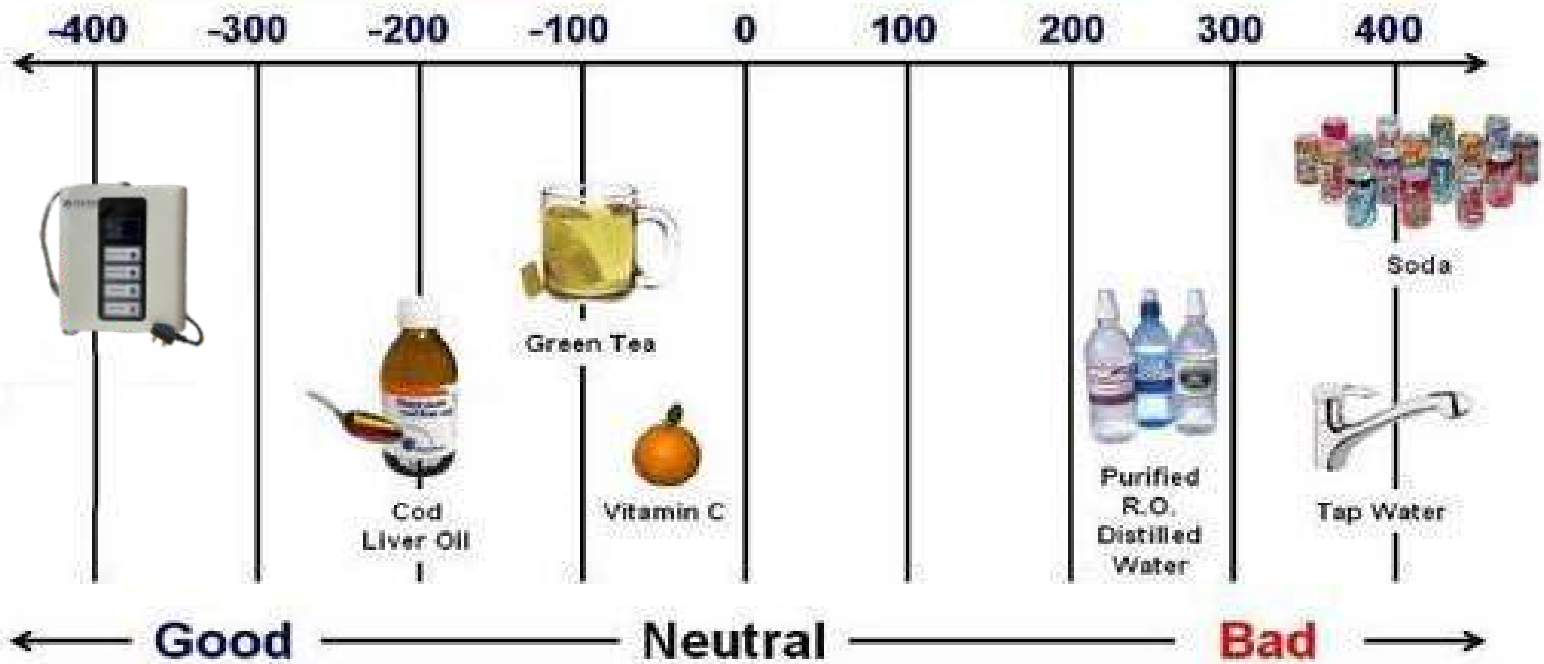 -400 -300 -200 -100 0 100 200 300 400
Soda
Green Tea
Purified
R.O.
Distilled
Water
Cod
Liver Oil
Vitamin C
Tap Water
Good Neutral Bad